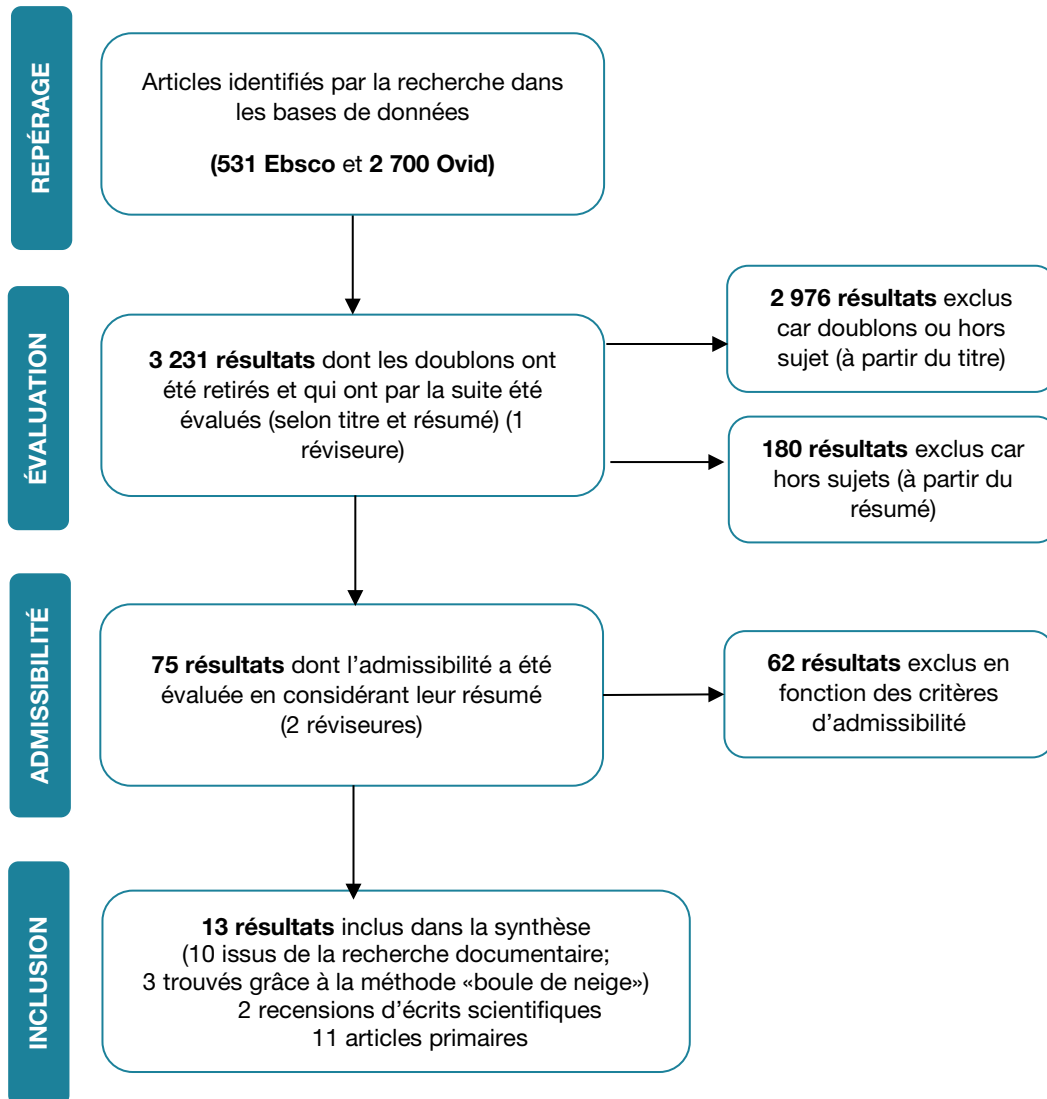 REPÉRAGE
Articles identifiés par la recherche dans
les bases de données
(531 Ebsco et 2 700 Ovid)
ÉVALUATION
3 231 résultats dont les doublons ont
été retirés et qui ont par la suite été
évalués (selon titre et résumé) (1
réviseure)
2 976 résultats exclus
car doublons ou hors
sujet (à partir du titre)
180 résultats exclus car
hors sujets (à partir du
résumé)
ADMISSIBILITÉ
75 résultats dont l’admissibilité a été
évaluée en considérant leur résumé
(2 réviseures)
62 résultats exclus en
fonction des critères
d’admissibilité
INCLUSION
13 résultats inclus dans la synthèse
(10 issus de la recherche documentaire;
3 trouvés grâce à la méthode «boule de neige»)
2 recensions d’écrits scientifiques
11 articles primaires